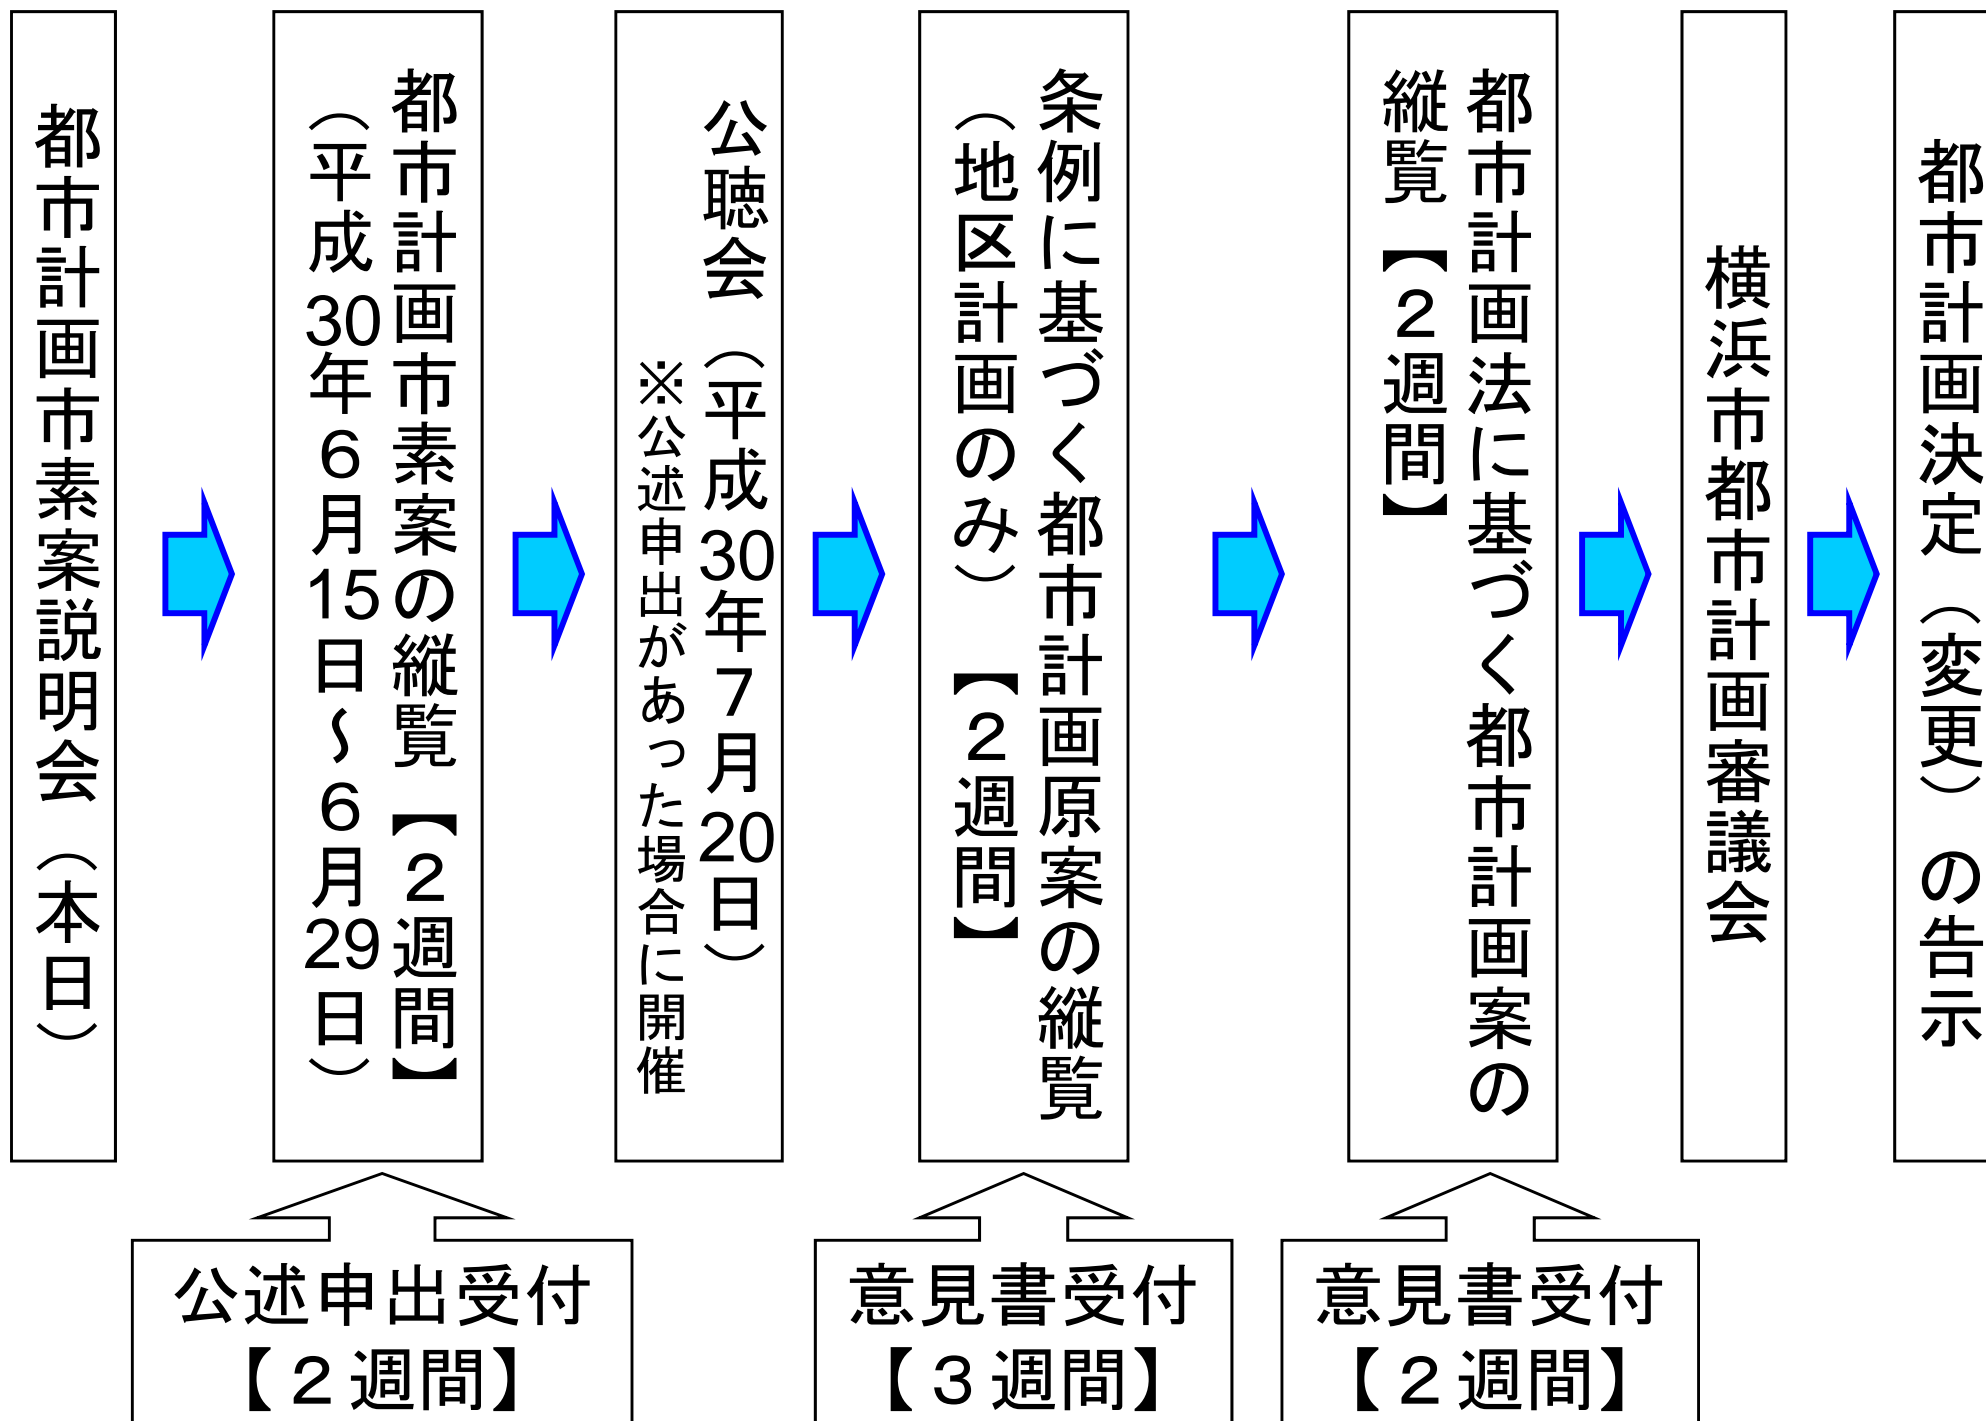 都市計画市素案説明会（本日）
都市計画市素案の縦覧【２週間】
（平成30年６月15日～６月29日）
公聴会（平成30年７月20日）
※公述申出があった場合に開催
条例に基づく都市計画原案の縦覧
（地区計画のみ）【２週間】
都市計画法に基づく都市計画案の
縦覧【２週間】
横浜市都市計画審議会
都市計画決定（変更）の告示
公述申出受付
【２週間】
意見書受付
【３週間】
意見書受付
【２週間】